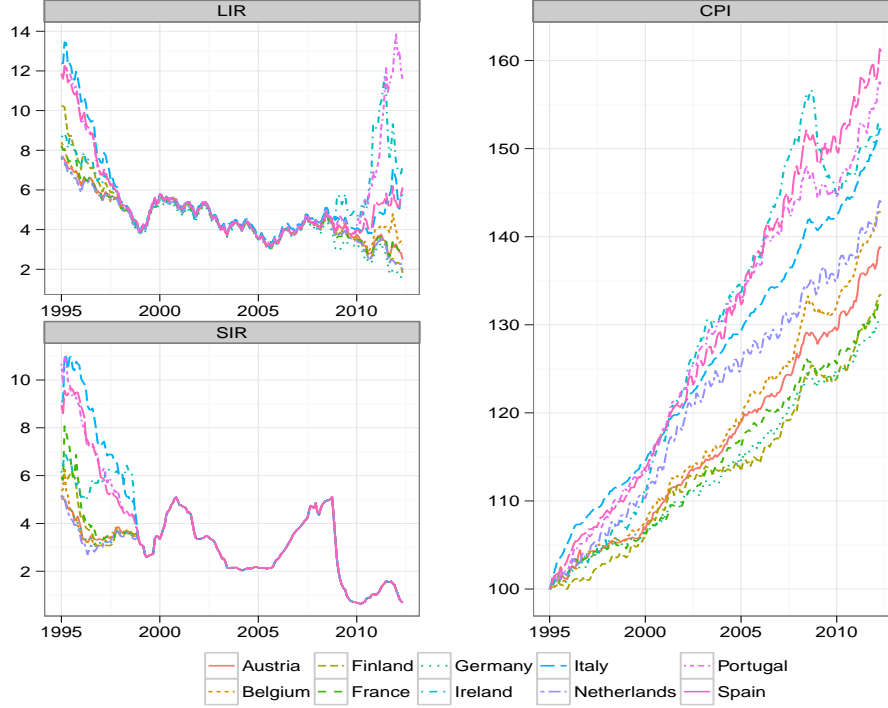 LIR
14
12
10
8
6
4
2
1995 2000 2005 2010
SIR
10
8
6
4
2
1995 2000 2005 2010
CPI
160
150
140
130
120
110
100
1995 2000 2005 2010
Austria Finland Germany Italy Portugal
Belgium France Ireland Netherlands Spain